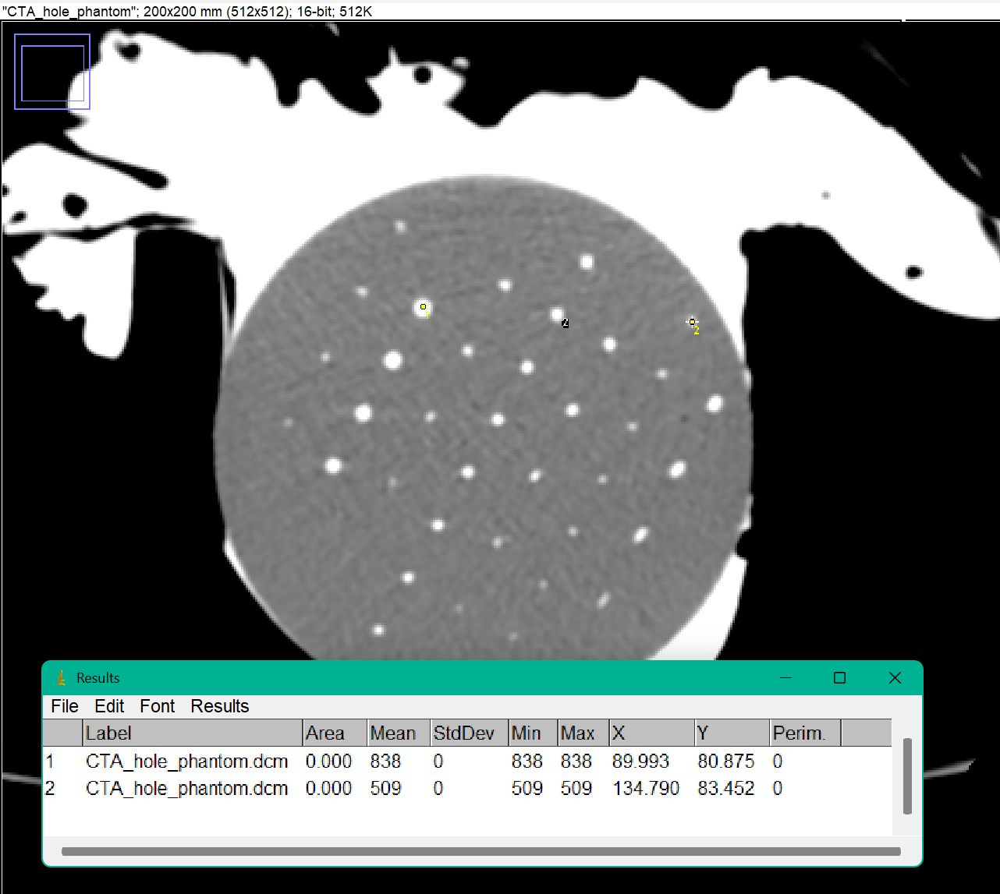 "CTA_hole_phantom"; 200x200 mm (512x512); 16-bit; 512K
1
2
2
Results
File Edit Font Results
Label Area Mean StdDev Min Max X Y Perim.
1 CTA_hole_phantom.dcm 0.000 838 0 838 838 89.993 80.875 0
2 CTA_hole_phantom.dcm 0.000 509 0 509 509 134.790 83.452 0